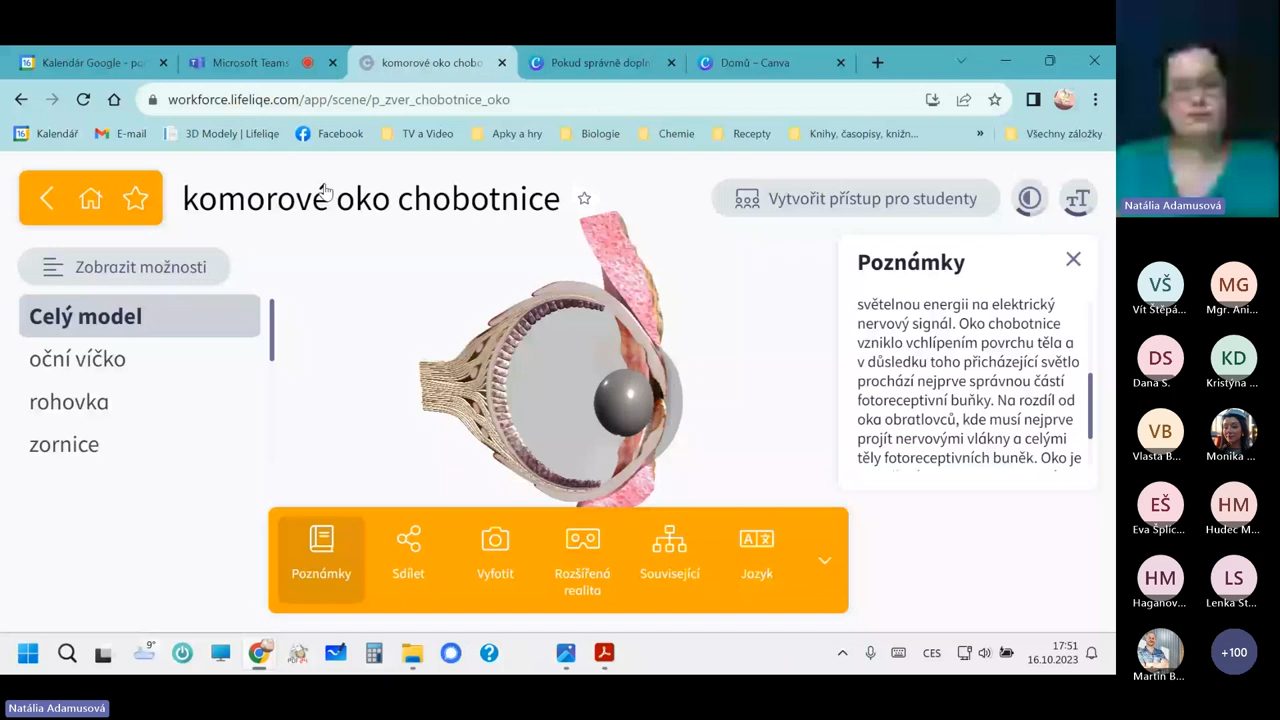 Kalendář Google - po
Microsoft Teams
komorové oko chobo
Pokud správně dopln
Domů – Canva
workforce.lifeliqe.com/app/scene/p_zver_chobotnice_oko
Kalendář
E-mail
3D Modely | Lifeliqe
Facebook
TV a Video
Apky a hry
Biologie
Chemie
Recepty
Knihy, časopisy, knižn...
»
Všechny záložky
komorové oko chobotnice
Vytvořit přístup pro studenty
Zobrazit možnosti
Celý model
oční víčko
rohovka
zornice
Poznámky
světelnou energii na elektrický
nervový signál. Oko chobotnice
vzniklo vchlípením povrchu těla a
v důsledku toho přicházející světlo
prochází nejprve správnou částí
fotoreceptivní buňky. Na rozdíl od
oka obratlovců, kde musí nejprve
projít nervovými vlákny a celými
těly fotoreceptivních buněk. Oko je
Poznámky
Sdílet
Vyfotit
Rozšířená
realita
Související
Jazyk
9°
CES
17:51
16.10.2023
Natália Adamusová
VŠ
Vít Štěpá...
MG
Mgr. Ani...
DS
Dana S.
KD
Kristýna ...
VB
Vlasta B...
Monika ...
EŠ
Eva Šplíc...
HM
Hudec M...
HM
Haganov...
LS
Lenka St...
Martin B...
+100
Natália Adamusová